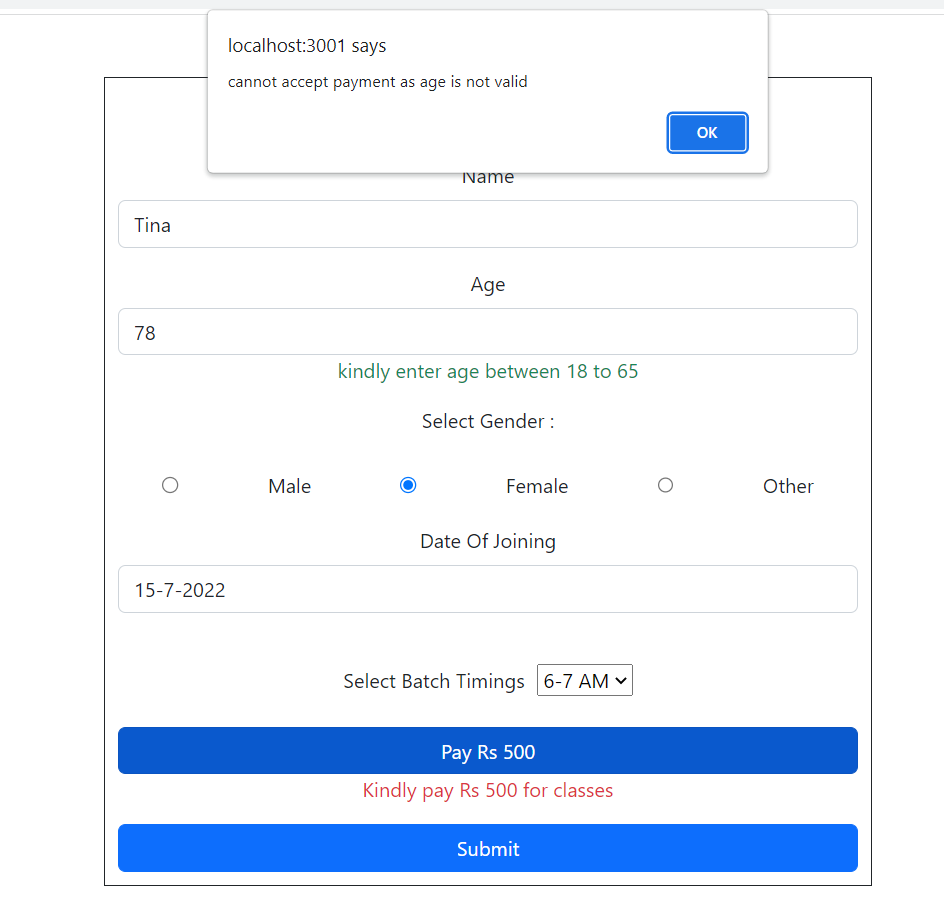 localhost:3001 says
cannot accept payment as age is not valid
OK
Name
Tina
Age
78
kindly enter age between 18 to 65
Select Gender :
Male Female Other
Date Of Joining
15-7-2022
Select Batch Timings 6-7 AM
Pay Rs 500
Kindly pay Rs 500 for classes
Submit